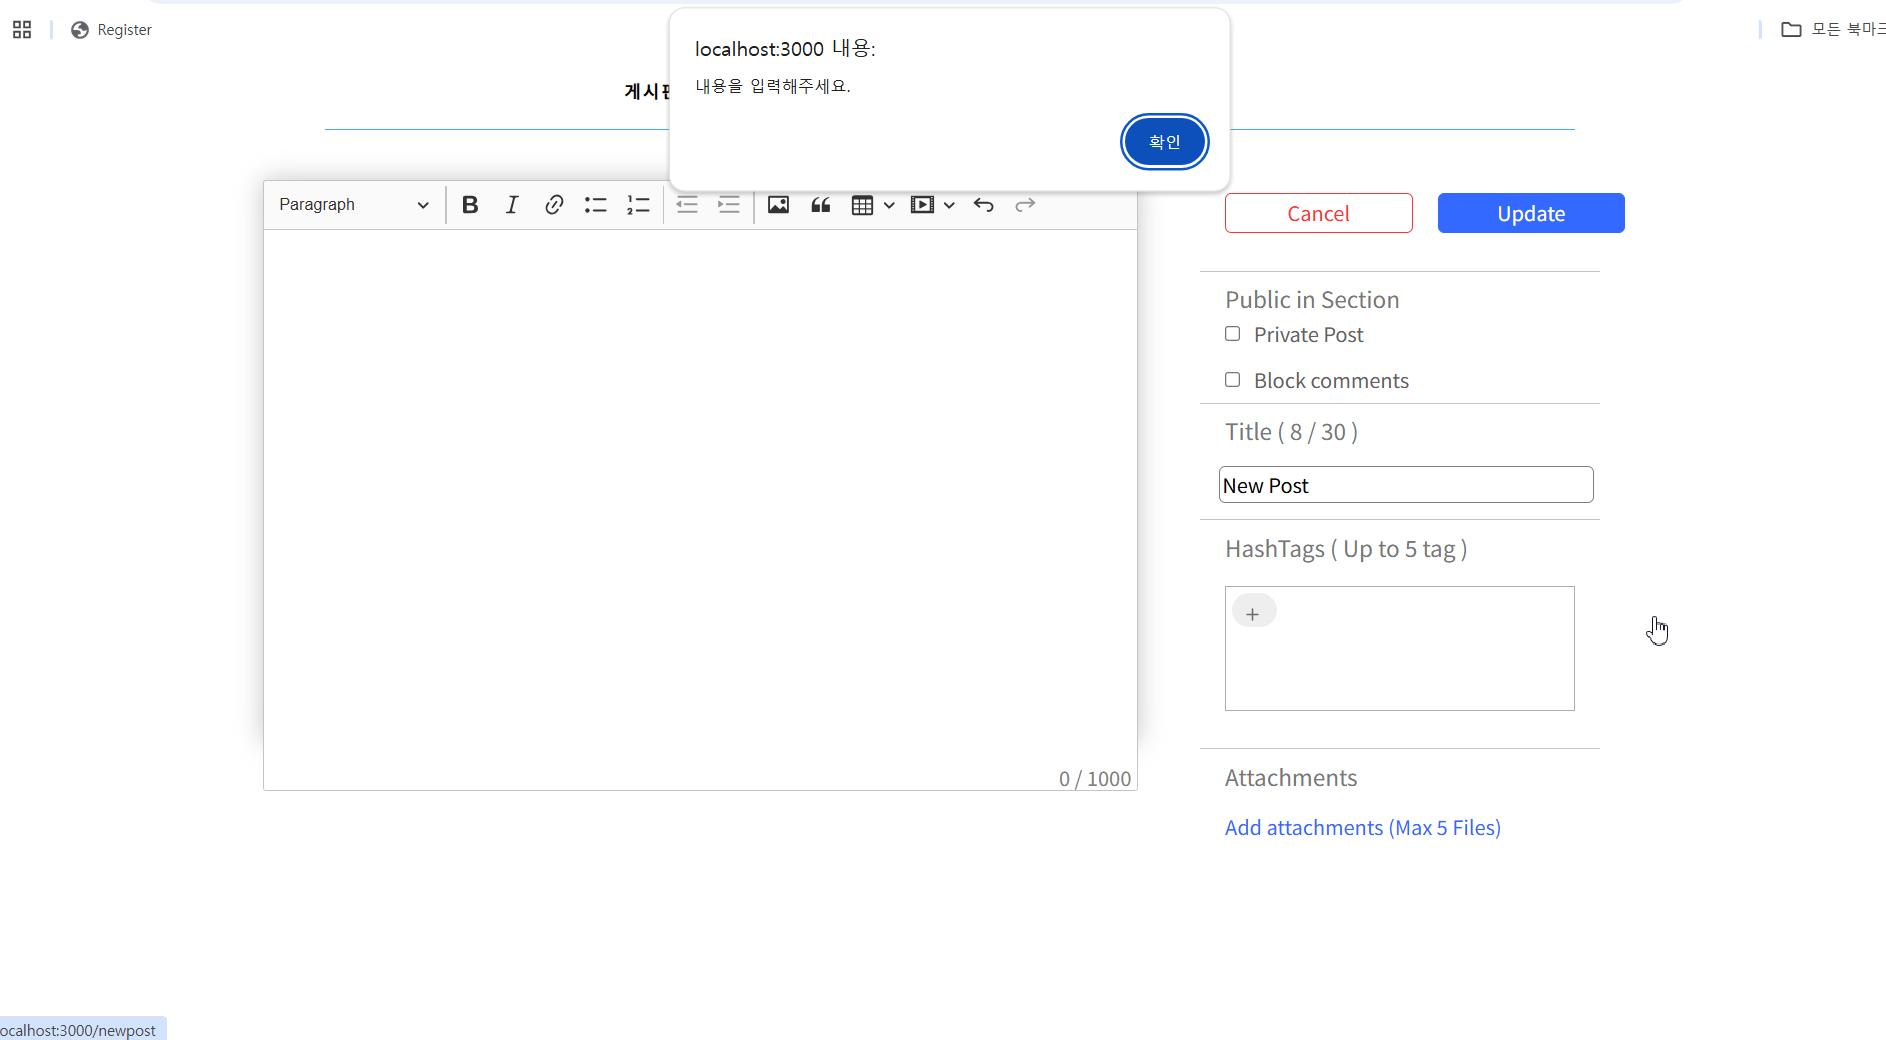 Register
모든 북마크
localhost:3000 내용:
내용을 입력해주세요.
확인
게시판
Paragraph
Cancel
Update
Public in Section
Private Post
Block comments
Title ( 8 / 30 )
New Post
HashTags ( Up to 5 tag )
+
0 / 1000
Attachments
Add attachments (Max 5 Files)
ocalhost:3000/newpost